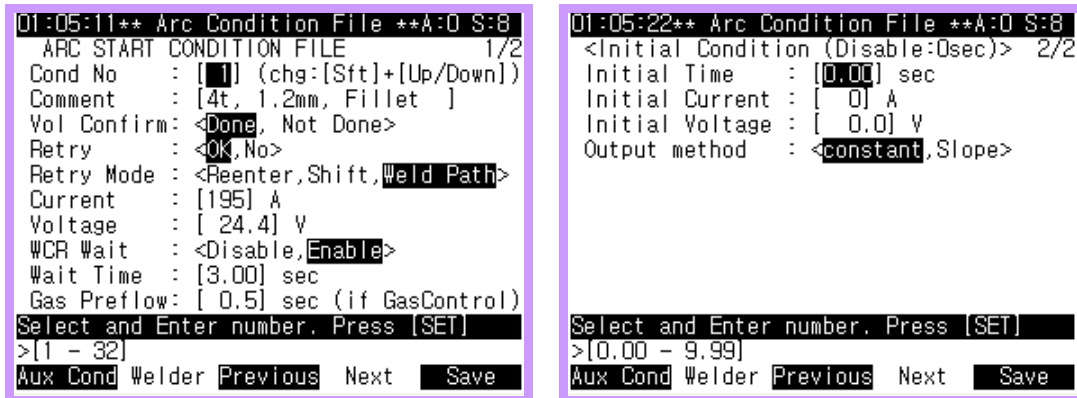 01:05:11** Arc Condition File **A:0 S:8
ARC START CONDITION FILE 1/2
Cond No : [ 1] (chg:[Sft]+[Up/Down])
Comment : [4t, 1.2mm, Fillet ]
Vol Confirm: <Done, Not Done>
Retry : <OK,No>
Retry Mode : <Reenter,Shift,Weld Path>
Current : [195] A
Voltage : [ 24.4] V
WCR Wait : <Disable,Enable>
Wait Time : [3.00] sec
Gas Preflow: [ 0.5] sec (if GasControl)
Select and Enter number. Press [SET]
>[1 - 32]
Aux Cond Welder Previous Next Save
01:05:22** Arc Condition File **A:0 S:8
<Initial Condition (Disable:0sec)> 2/2
Initial Time : [0.00] sec
Initial Current : [ 0] A
Initial Voltage : [ 0.0] V
Output method : <constant,Slope>
Select and Enter number. Press [SET]
>[0.00 - 9.99]
Aux Cond Welder Previous Next Save